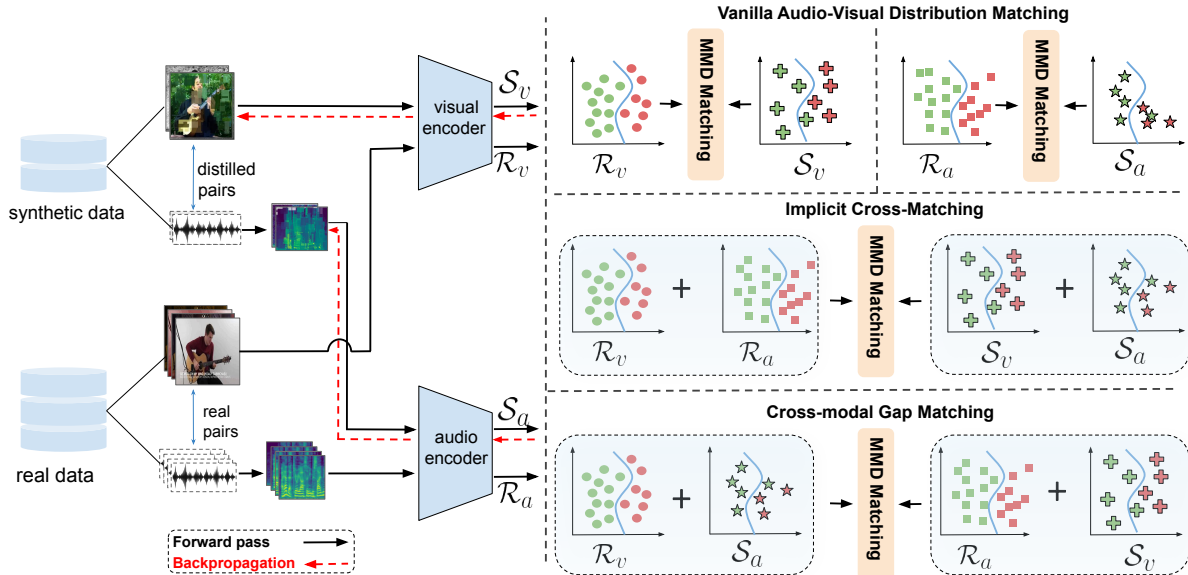 synthetic data
distilled
pairs
visual
encoder
S_v
R_v
real data
real
pairs
audio
encoder
S_a
R_a
Forward pass
Backpropagation
Vanilla Audio-Visual Distribution Matching
R_v
MMD Matching
S_v
R_a
MMD Matching
S_a
Implicit Cross-Matching
R_v
+
R_a
MMD Matching
S_v
+
S_a
Cross-modal Gap Matching
R_v
+
S_a
MMD Matching
R_a
+
S_v